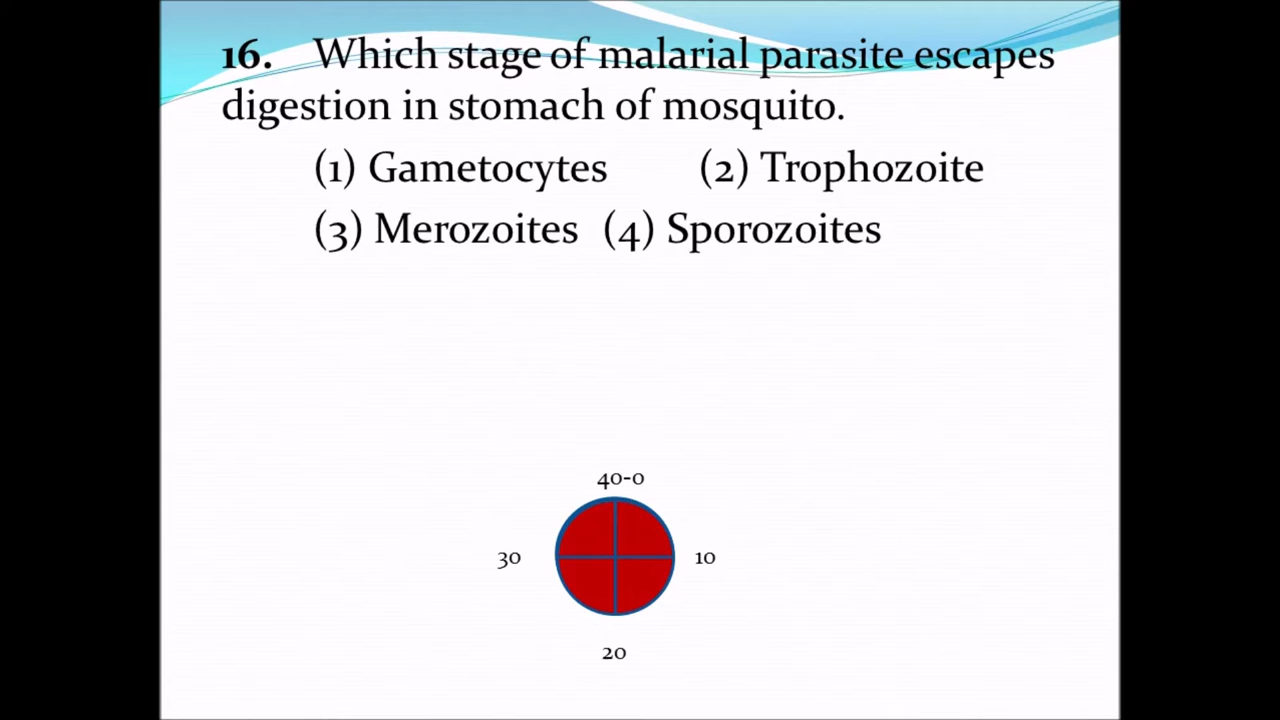 16. Which stage of malarial parasite escapes
digestion in stomach of mosquito.
(1) Gametocytes (2) Trophozoite
(3) Merozoites (4) Sporozoites
40-0
30 10
20